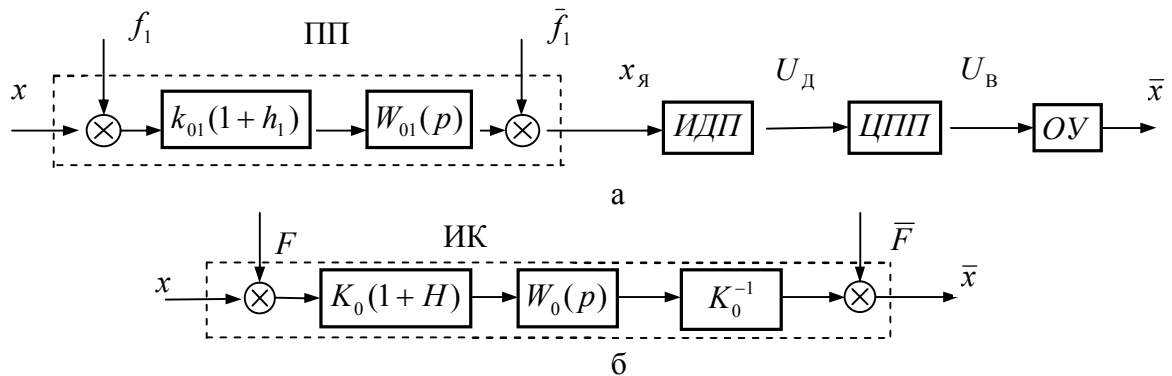 f₁ ПП f̄₁
x x_Я U_Д U_В x̄
k₀₁(1 + h₁) W₀₁(p) ИДП ЦПП ОУ
а
F ИК F̄
x x̄
K₀(1 + H) W₀(p) K₀⁻¹
б